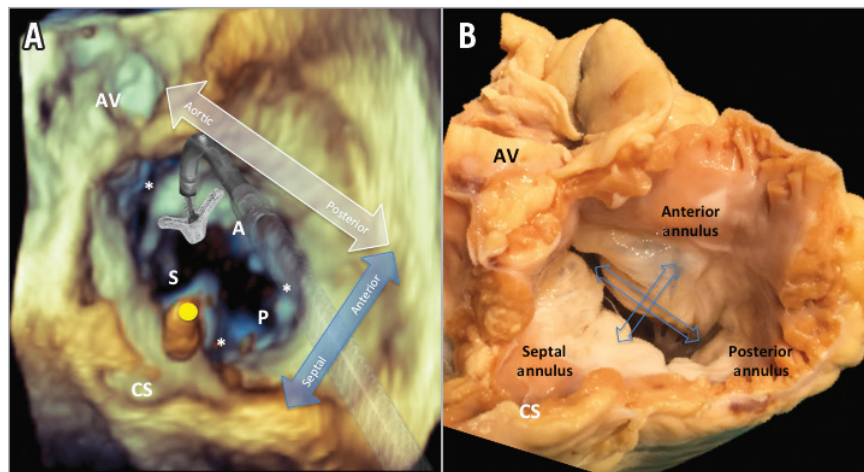 A
AV
Aortic
Posterior
*
A
S
*
P
*
Anterior
Septal
CS
B
AV
Anterior
annulus
Septal
annulus
Posterior
annulus
CS